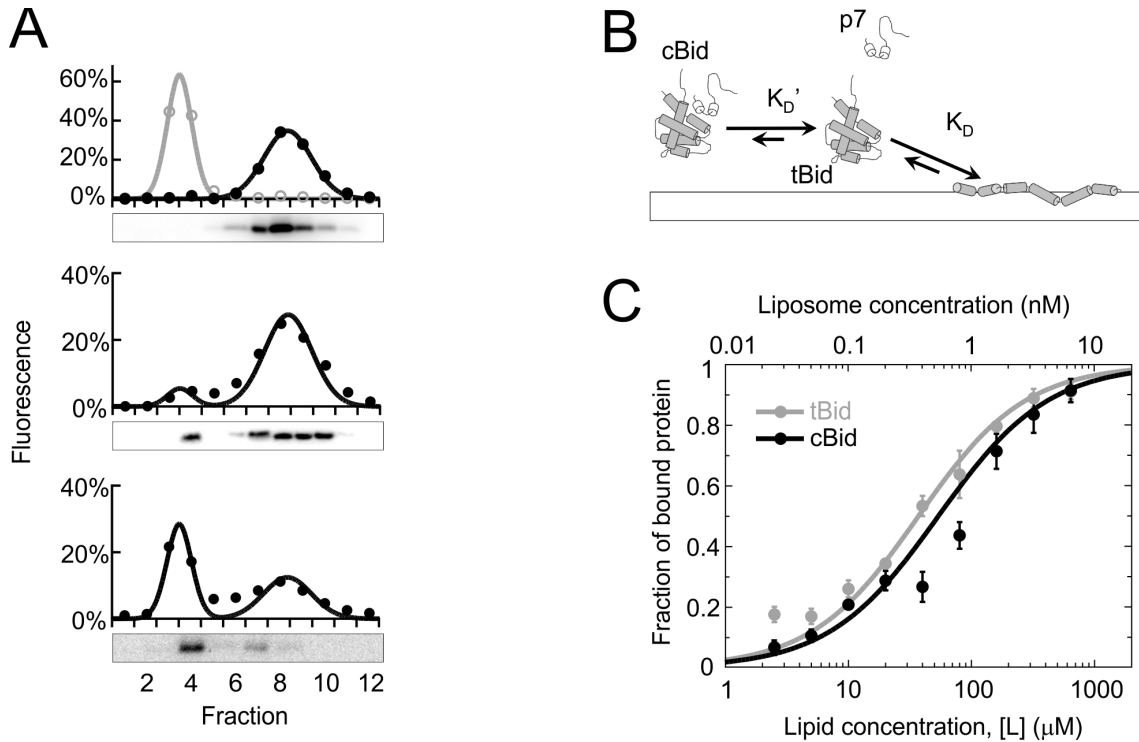 A
60%
40%
20%
0%
40%
20%
0%
40%
20%
0%
2 4 6 8 10 12
Fraction
Fluorescence
B
p7
cBid
K_D'
K_D
tBid
C
Liposome concentration (nM)
0.01 0.1 1 10
1
0.8
0.6
0.4
0.2
0
tBid
cBid
Fraction of bound protein
1 10 100 1000
Lipid concentration, [L] (μM)